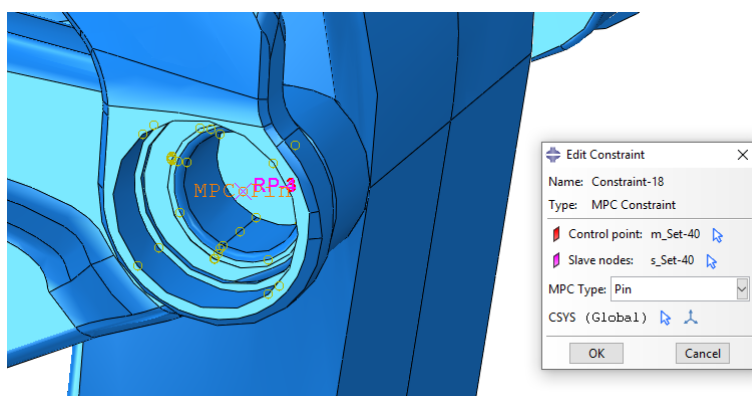 MPC Pin
RP-3
Edit Constraint
Name: Constraint-18
Type: MPC Constraint
Control point: m_Set-40
Slave nodes: s_Set-40
MPC Type: Pin
CSYS (Global)
OK
Cancel